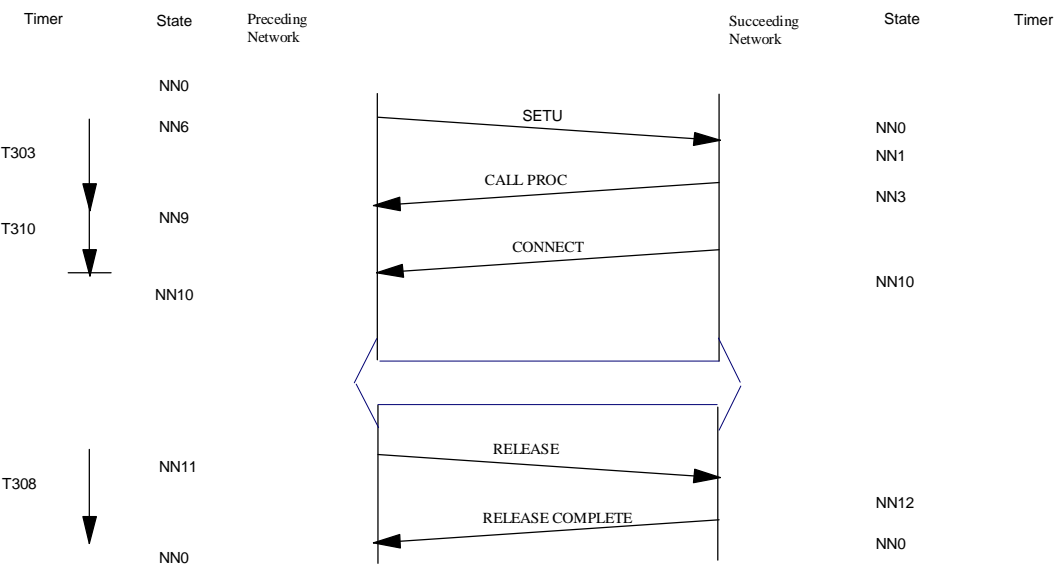 Timer State Preceding Network Succeeding Network State Timer
NN0
SETU
NN6 NN0
T303 NN1
CALL PROC
NN3
NN9
T310
CONNECT
NN10
NN10
RELEASE
NN11
T308
NN12
RELEASE COMPLETE
NN0 NN0